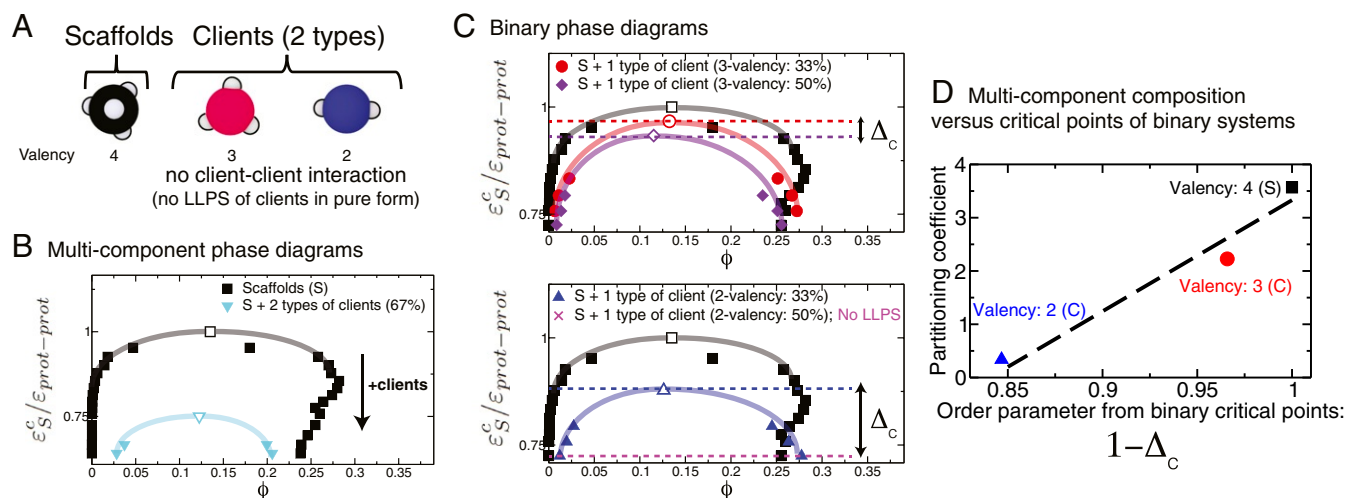 A
Scaffolds Clients (2 types)
Valency 4 3 2
no client-client interaction
(no LLPS of clients in pure form)
B Multi-component phase diagrams
Scaffolds (S)
S + 2 types of clients (67%)
+clients
ε_S^c/ε_prot−prot
1
0.75
0 0.05 0.1 0.15 0.2 0.25 0.3 0.35
ϕ
C Binary phase diagrams
S + 1 type of client (3-valency: 33%)
S + 1 type of client (3-valency: 50%)
Δ_C
ε_S^c/ε_prot−prot
1
0.75
0 0.05 0.1 0.15 0.2 0.25 0.3 0.35
ϕ
S + 1 type of client (2-valency: 33%)
S + 1 type of client (2-valency: 50%); No LLPS
Δ_C
ε_S^c/ε_prot−prot
1
0.75
0 0.05 0.1 0.15 0.2 0.25 0.3 0.35
ϕ
D Multi-component composition
versus critical points of binary systems
Partitioning coefficient
4
3
2
1
0
Valency: 4 (S)
Valency: 3 (C)
Valency: 2 (C)
0.85 0.9 0.95 1
Order parameter from binary critical points:
1−Δ_C